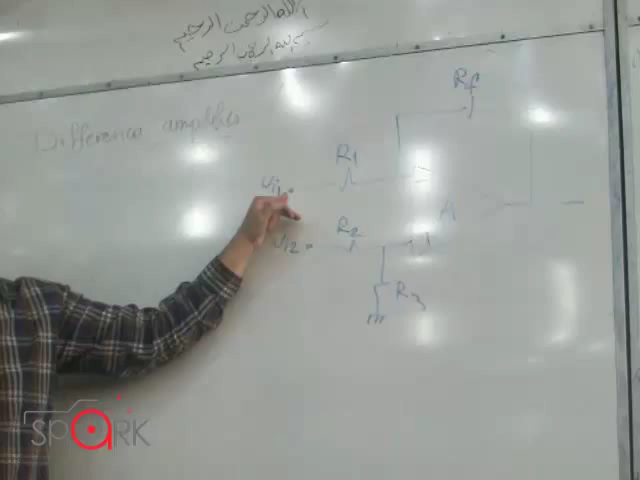 بسم الله الرحمن الرحيم
Difference amplifier
Rf
R1
Vi1
A
R2
Vi2
R3
SPARK